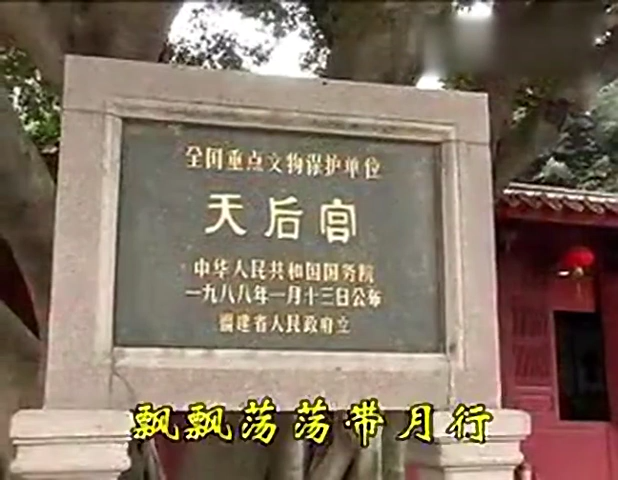 全国重点文物保护单位
天后宫
中华人民共和国国务院
一九八八年一月十三日公布
福建省人民政府立
飘飘荡荡带月行